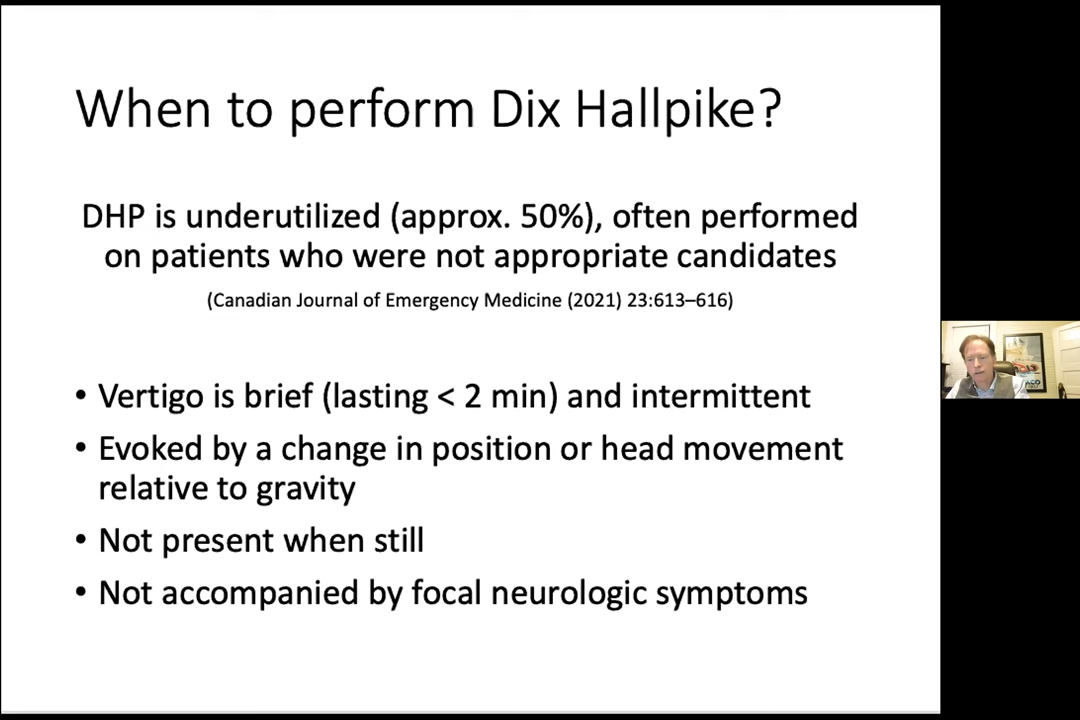 When to perform Dix Hallpike?
DHP is underutilized (approx. 50%), often performed
on patients who were not appropriate candidates
(Canadian Journal of Emergency Medicine (2021) 23:613–616)
• Vertigo is brief (lasting < 2 min) and intermittent
• Evoked by a change in position or head movement
relative to gravity
• Not present when still
• Not accompanied by focal neurologic symptoms